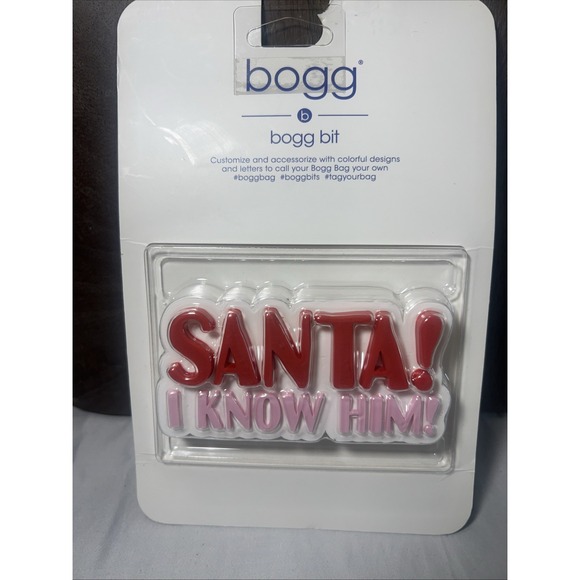 bogg®
b
bogg bit
Customize and accessorize with colorful designs
and letters to call your Bogg Bag your own
#boggbag #boggbits #tagyourbag
SANTA!
I KNOW HIM!